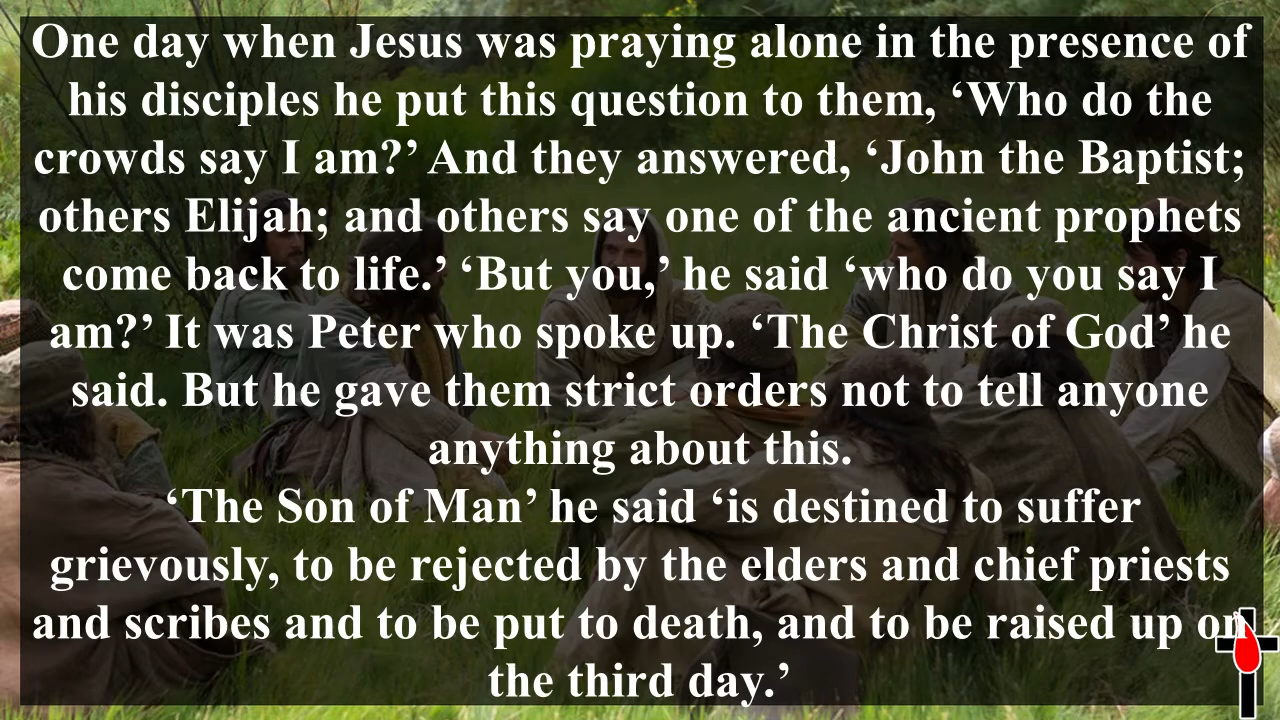 One day when Jesus was praying alone in the presence of
his disciples he put this question to them, ‘Who do the
crowds say I am?’ And they answered, ‘John the Baptist;
others Elijah; and others say one of the ancient prophets
come back to life.’ ‘But you,’ he said ‘who do you say I
am?’ It was Peter who spoke up. ‘The Christ of God’ he
said. But he gave them strict orders not to tell anyone
anything about this.
‘The Son of Man’ he said ‘is destined to suffer
grievously, to be rejected by the elders and chief priests
and scribes and to be put to death, and to be raised up on
the third day.’